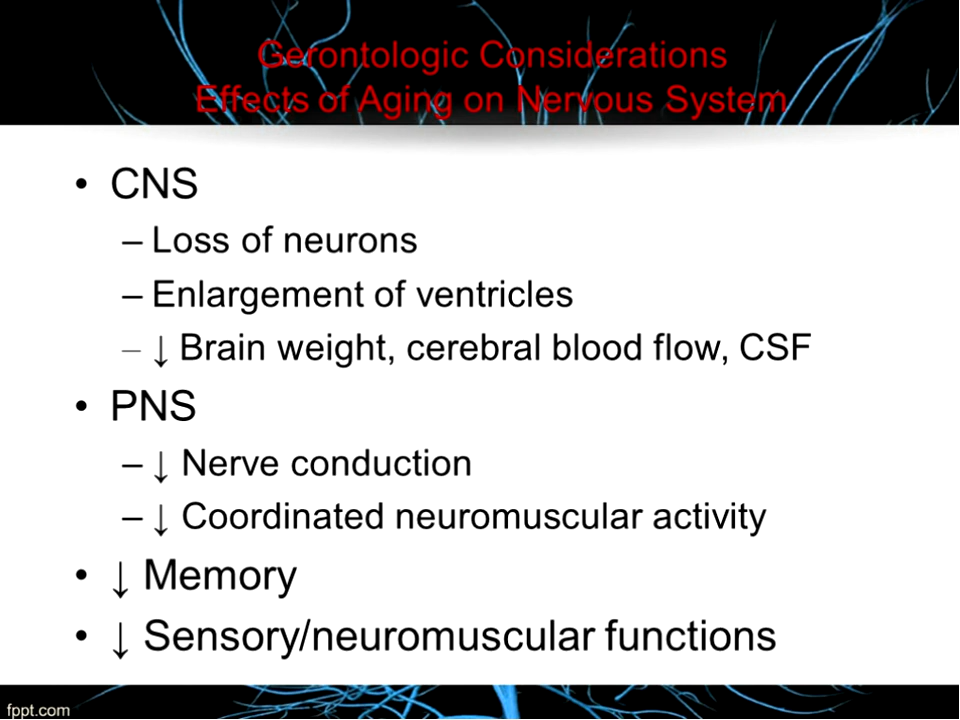 Gerontologic Considerations
Effects of Aging on Nervous System
• CNS
– Loss of neurons
– Enlargement of ventricles
– ↓ Brain weight, cerebral blood flow, CSF
• PNS
– ↓ Nerve conduction
– ↓ Coordinated neuromuscular activity
• ↓ Memory
• ↓ Sensory/neuromuscular functions
fppt.com